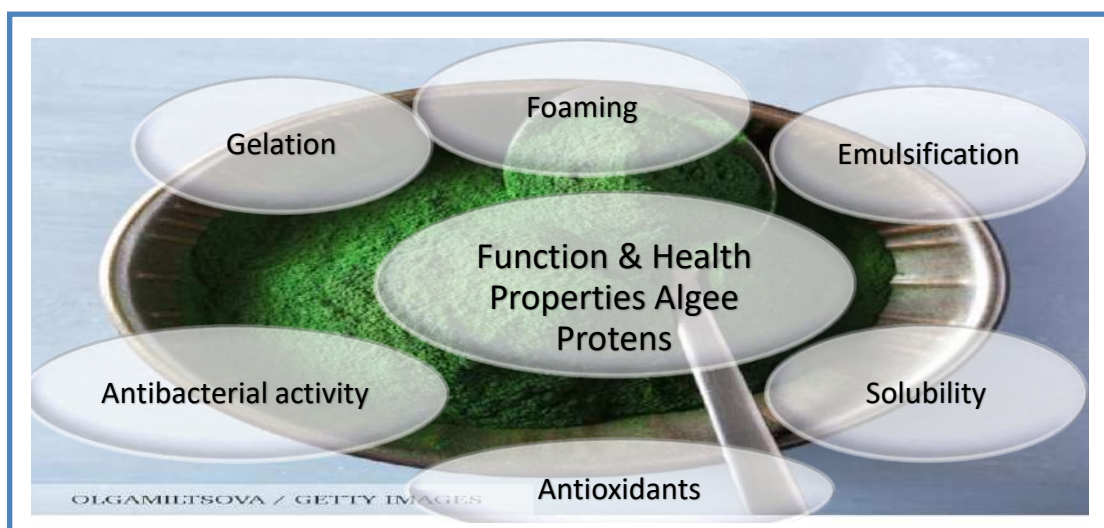 Foaming
Gelation
Emulsification
Function & Health
Properties Algee
Protens
Antibacterial activity
Solubility
Antioxidants
OLGAMILTSOVA / GETTY IMAGES